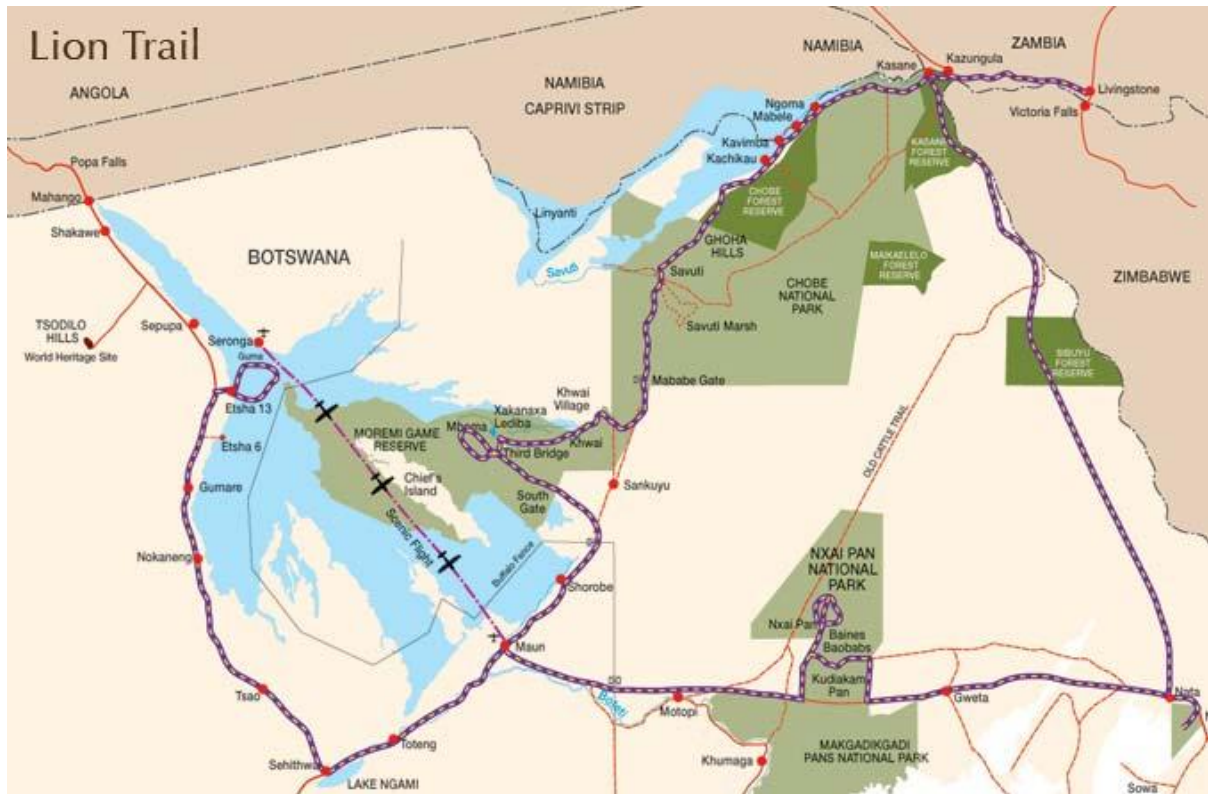 Lion Trail
ANGOLA
NAMIBIA
CAPRIVI STRIP
NAMIBIA
ZAMBIA
Kasane
Kazungula
Livingstone
Victoria Falls
Ngoma
Mabele
Kavimba
Kachikau
KASANE
FOREST
RESERVE
CHOBE
FOREST
RESERVE
Popa Falls
Mahango
Shakawe
Linyanti
Savuti
GHOHA
HILLS
MAIKAELELO
FOREST
RESERVE
BOTSWANA
Savuti
CHOBE
NATIONAL
PARK
ZIMBABWE
Savuti Marsh
TSODILO
HILLS
World Heritage Site
Sepupa
Seronga
Guma
SIBUYU
FOREST
RESERVE
Mababe Gate
Etsha 13
Khwai
Village
Xakanaxa
Lediba
Mboma
MOREMI GAME
RESERVE
Khwai
Third Bridge
OLD CATTLE TRAIL
Etsha 6
Gumare
Chief's
Island
South
Gate
Sankuyu
Scenic Flight
Nokaneng
Buffalo Fence
Shorobe
NXAI PAN
NATIONAL
PARK
Nxai Pan
Baines
Baobabs
Maun
Kudiakam
Pan
Tsao
Boteti
Motopi
Gweta
Nata
Toteng
Sehithwa
LAKE NGAMI
Khumaga
MAKGADIKGADI
PANS NATIONAL PARK
Sowa